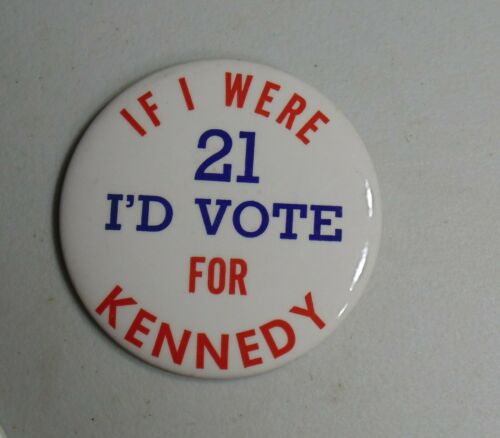 IF I WERE
21
I'D VOTE
FOR
KENNEDY